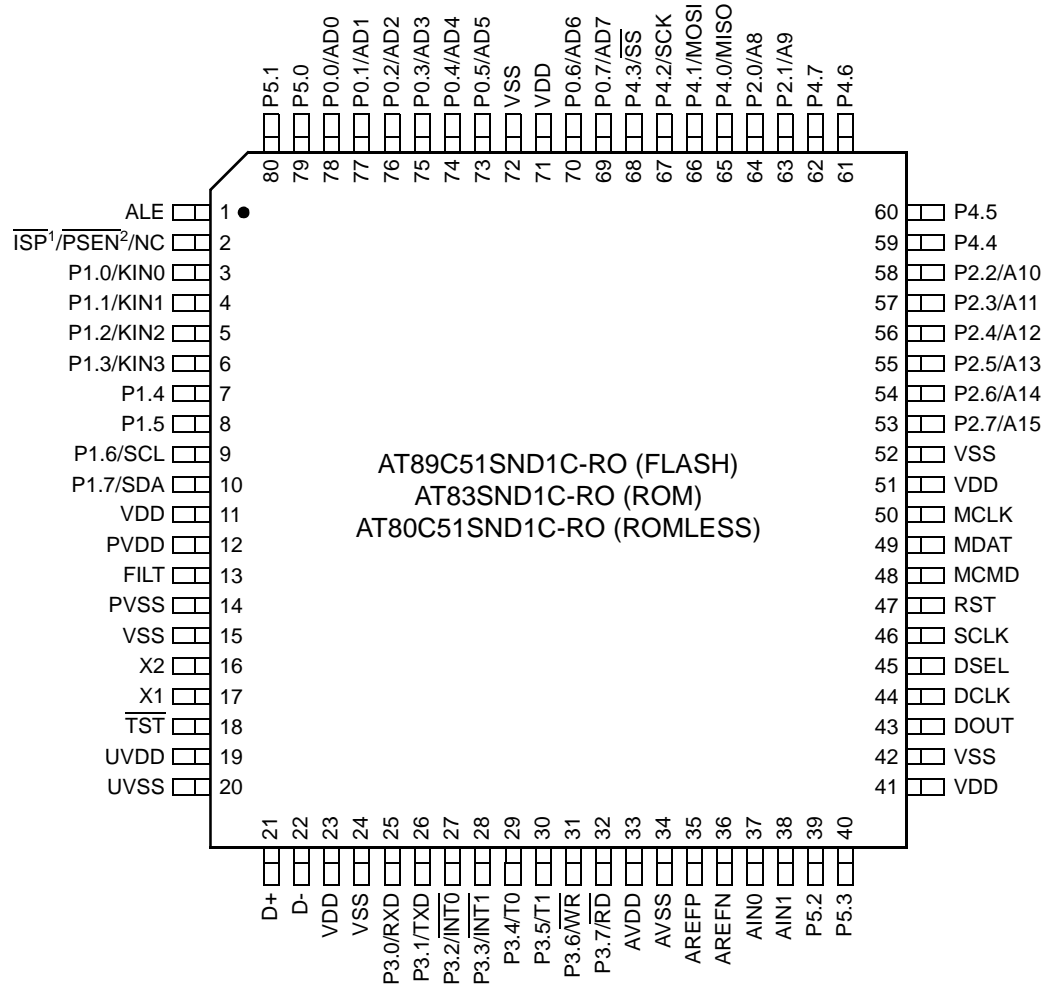 P5.1
P5.0
P0.0/AD0
P0.1/AD1
P0.2/AD2
P0.3/AD3
P0.4/AD4
P0.5/AD5
VSS
VDD
P0.6/AD6
P0.7/AD7
P4.3/SS
P4.2/SCK
P4.1/MOSI
P4.0/MISO
P2.0/A8
P2.1/A9
P4.7
P4.6
80 79 78 77 76 75 74 73 72 71 70 69 68 67 66 65 64 63 62 61
ALE 1
ISP¹/PSEN²/NC 2
P1.0/KIN0 3
P1.1/KIN1 4
P1.2/KIN2 5
P1.3/KIN3 6
P1.4 7
P1.5 8
P1.6/SCL 9
P1.7/SDA 10
VDD 11
PVDD 12
FILT 13
PVSS 14
VSS 15
X2 16
X1 17
TST 18
UVDD 19
UVSS 20
AT89C51SND1C-RO (FLASH)
AT83SND1C-RO (ROM)
AT80C51SND1C-RO (ROMLESS)
60 P4.5
59 P4.4
58 P2.2/A10
57 P2.3/A11
56 P2.4/A12
55 P2.5/A13
54 P2.6/A14
53 P2.7/A15
52 VSS
51 VDD
50 MCLK
49 MDAT
48 MCMD
47 RST
46 SCLK
45 DSEL
44 DCLK
43 DOUT
42 VSS
41 VDD
21 22 23 24 25 26 27 28 29 30 31 32 33 34 35 36 37 38 39 40
D+
D-
VDD
VSS
P3.0/RXD
P3.1/TXD
P3.2/INT0
P3.3/INT1
P3.4/T0
P3.5/T1
P3.6/WR
P3.7/RD
AVDD
AVSS
AREFP
AREFN
AIN0
AIN1
P5.2
P5.3